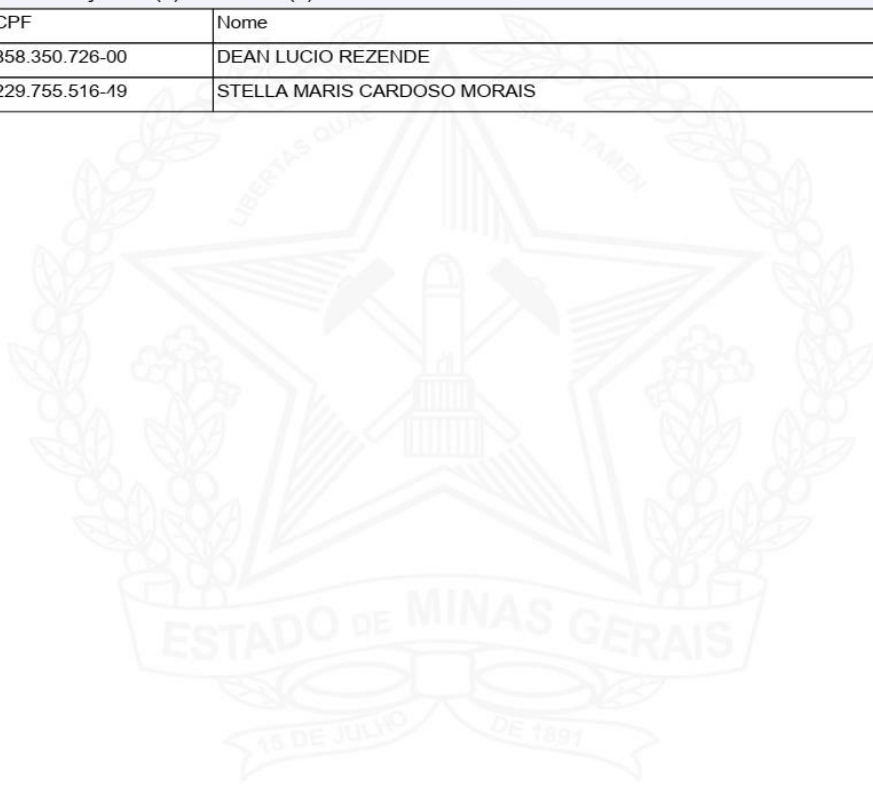 CPF Nome
358.350.726-00 DEAN LUCIO REZENDE
229.755.516-49 STELLA MARIS CARDOSO MORAIS
LIBERTAS QUAE SERA TAMEN
ESTADO DE MINAS GERAIS
15 DE JULHO DE 1891